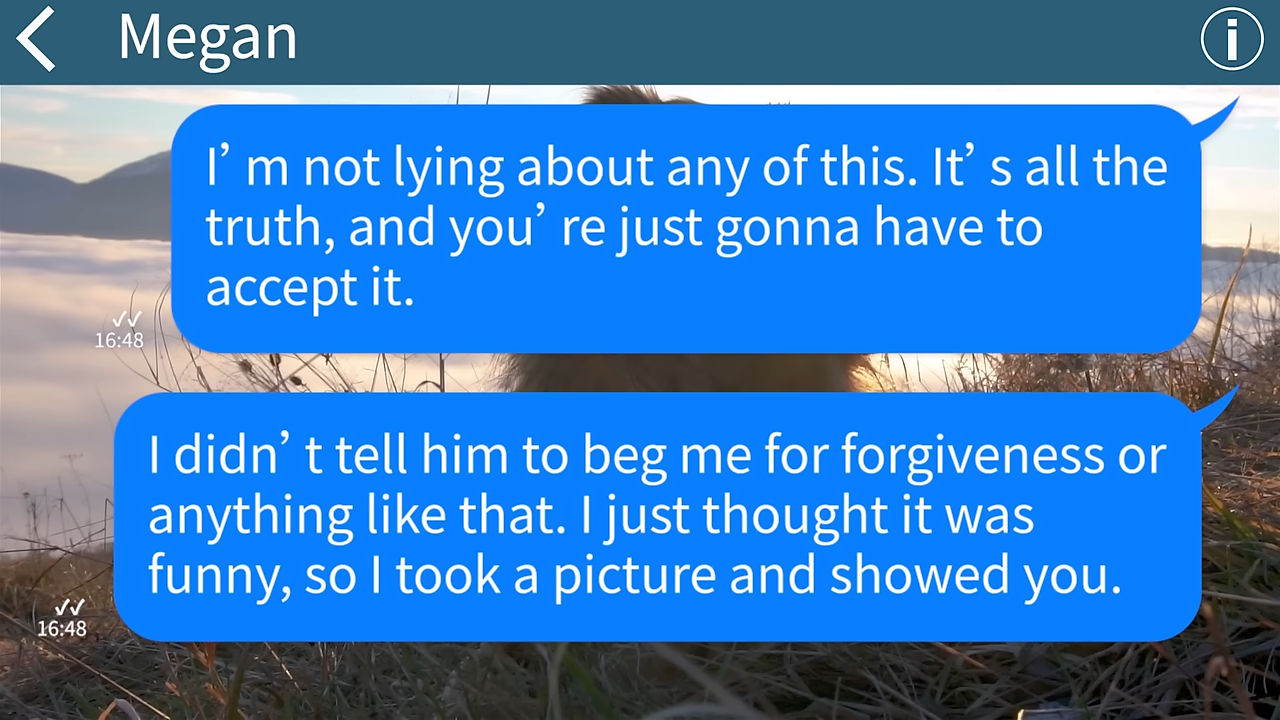 Megan
I’ m not lying about any of this. It’ s all the
truth, and you’ re just gonna have to
accept it.
16:48
I didn’ t tell him to beg me for forgiveness or
anything like that. I just thought it was
funny, so I took a picture and showed you.
16:48